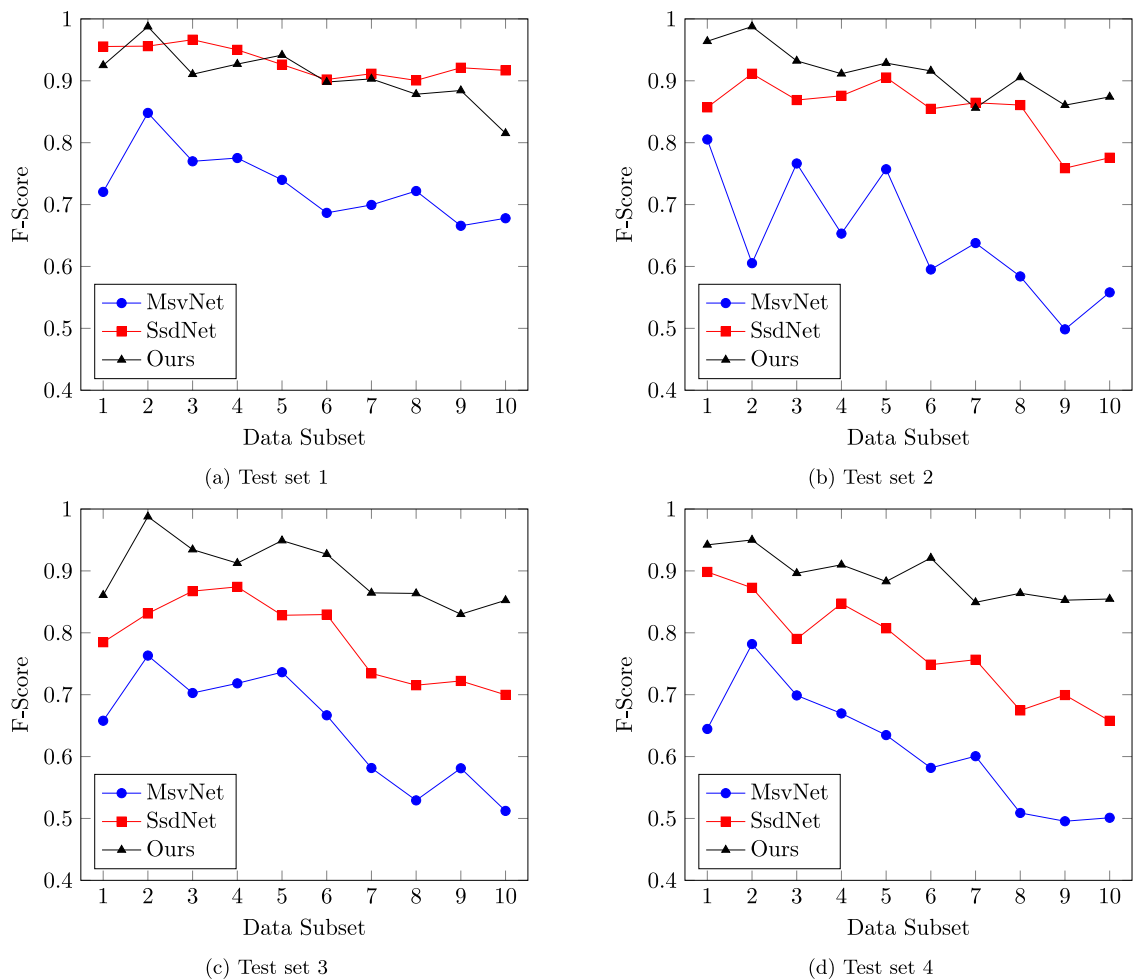 1
0.9
0.8
0.7
0.6
0.5
0.4
F-Score
MsvNet
SsdNet
Ours
1 2 3 4 5 6 7 8 9 10
Data Subset
(a) Test set 1
1
0.9
0.8
0.7
0.6
0.5
0.4
F-Score
MsvNet
SsdNet
Ours
1 2 3 4 5 6 7 8 9 10
Data Subset
(b) Test set 2
1
0.9
0.8
0.7
0.6
0.5
0.4
F-Score
MsvNet
SsdNet
Ours
1 2 3 4 5 6 7 8 9 10
Data Subset
(c) Test set 3
1
0.9
0.8
0.7
0.6
0.5
0.4
F-Score
MsvNet
SsdNet
Ours
1 2 3 4 5 6 7 8 9 10
Data Subset
(d) Test set 4